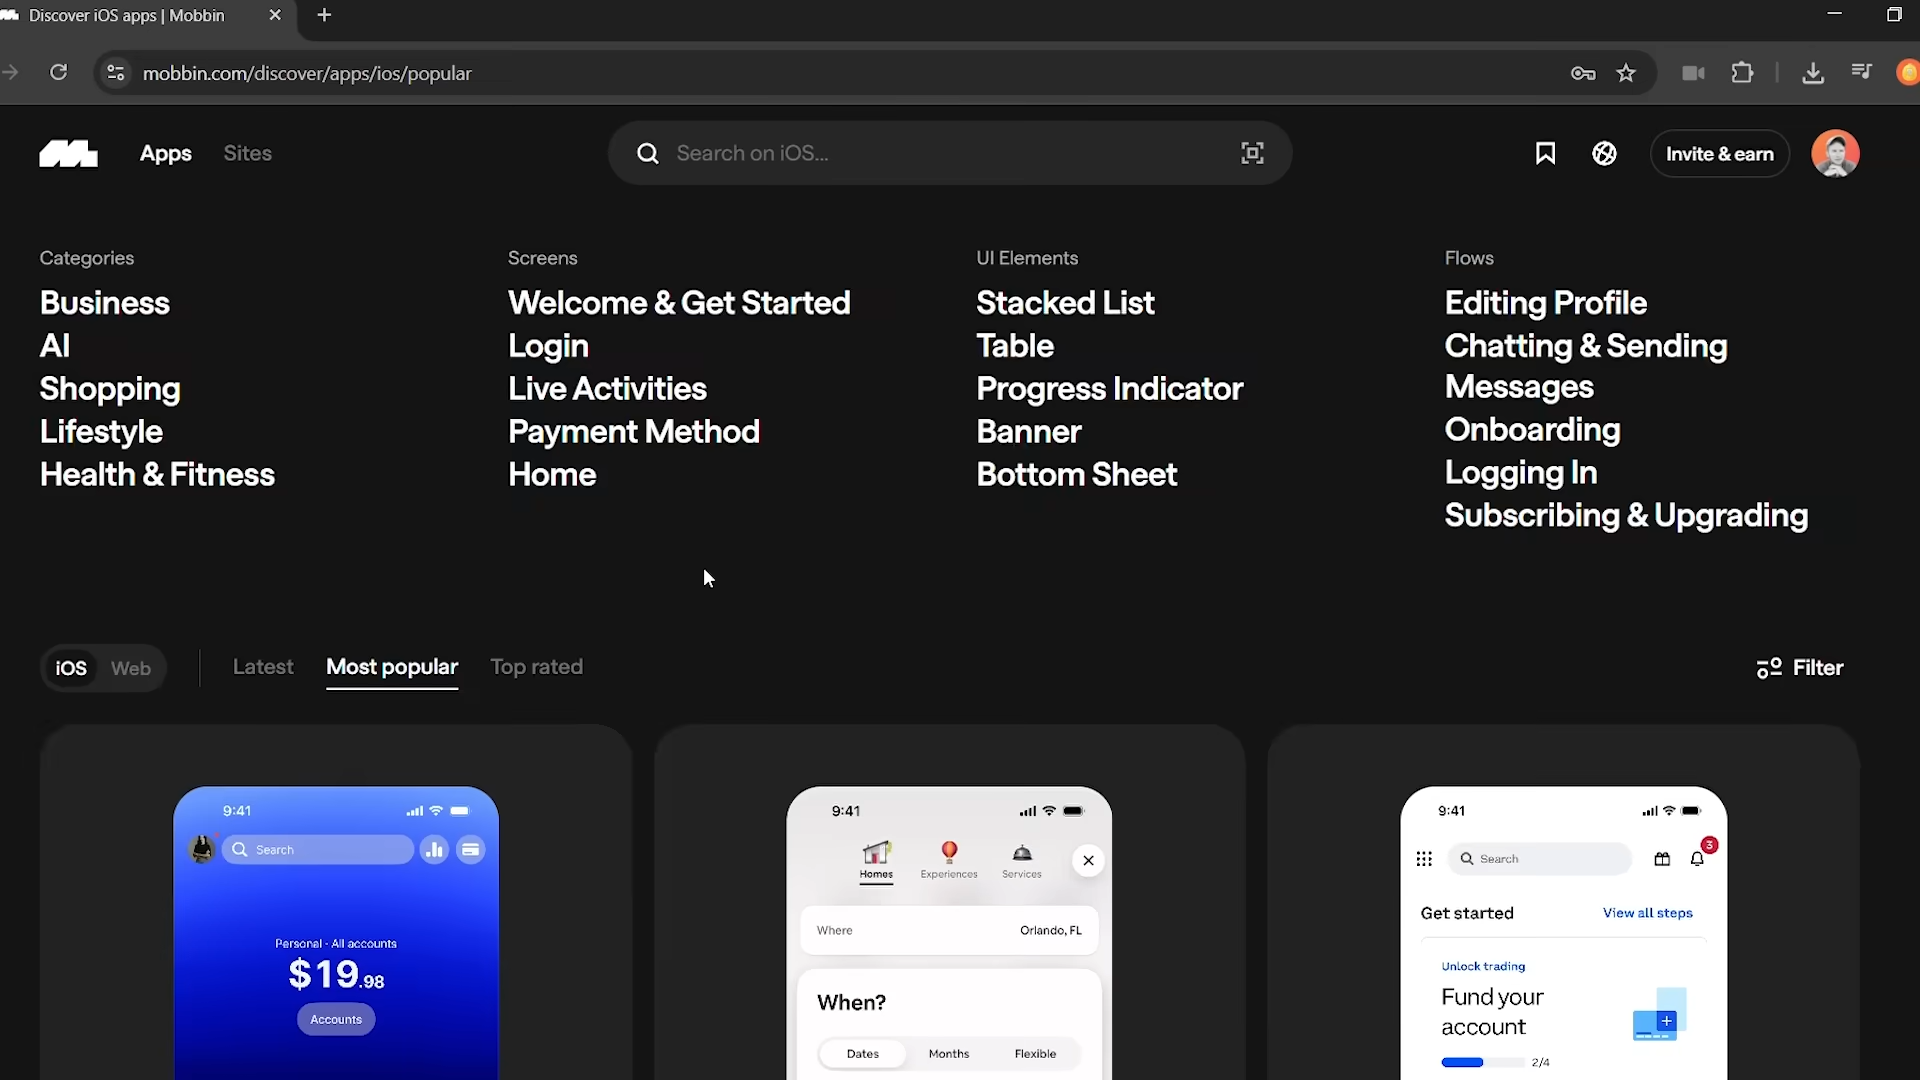 Discover iOS apps | Mobbin
mobbin.com/discover/apps/ios/popular
Apps
Sites
Search on iOS...
Invite & earn
Categories
Business
AI
Shopping
Lifestyle
Health & Fitness
Screens
Welcome & Get Started
Login
Live Activities
Payment Method
Home
UI Elements
Stacked List
Table
Progress Indicator
Banner
Bottom Sheet
Flows
Editing Profile
Chatting & Sending
Messages
Onboarding
Logging In
Subscribing & Upgrading
iOS
Web
Latest
Most popular
Top rated
Filter
9:41
Search
Personal · All accounts
$19.98
Accounts
9:41
Homes
Experiences
Services
Where
Orlando, FL
When?
Dates
Months
Flexible
9:41
Search
3
Get started
View all steps
Unlock trading
Fund your
account
2/4